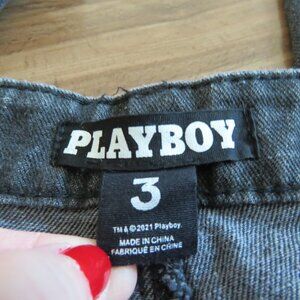 PLAYBOY
3
TM & © 2021 Playboy.
MADE IN CHINA
FABRIQUÉ EN CHINE